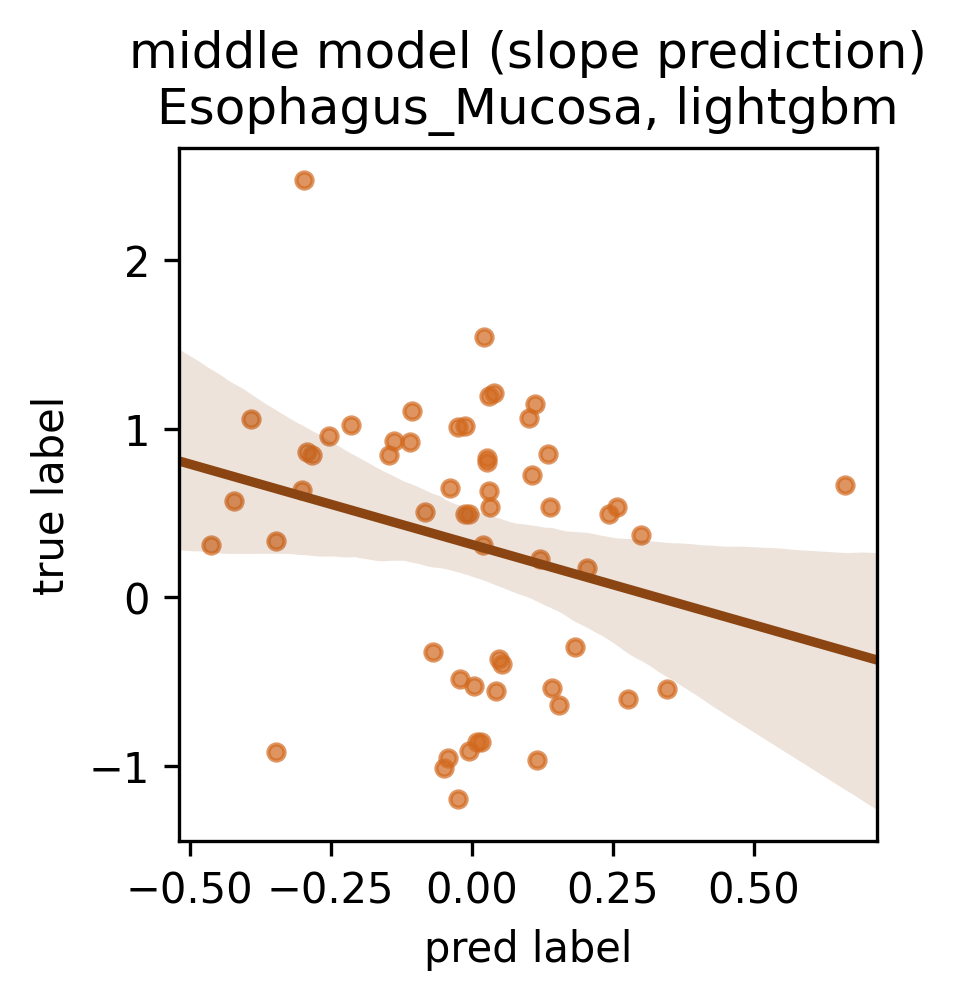 middle model (slope prediction)
Esophagus_Mucosa, lightgbm
2
1
0
−1
true label
−0.50 −0.25 0.00 0.25 0.50
pred label